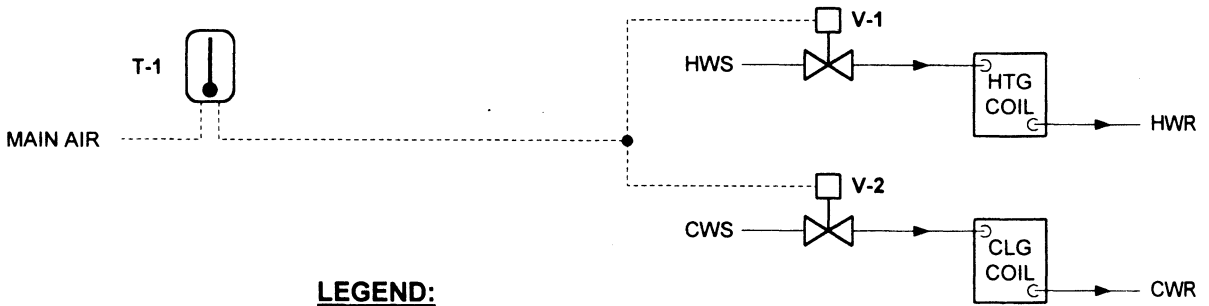 V-1
T-1
HWS
HTG
COIL
MAIN AIR
HWR
V-2
CWS
CLG
COIL
LEGEND:
CWR